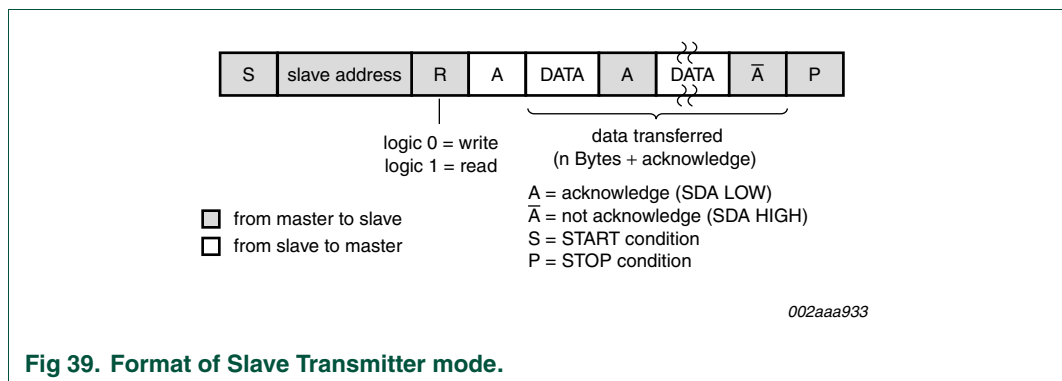 S slave address R A DATA A DATA A̅ P
logic 0 = write
logic 1 = read
data transferred
(n Bytes + acknowledge)
A = acknowledge (SDA LOW)
A̅ = not acknowledge (SDA HIGH)
S = START condition
P = STOP condition
from master to slave
from slave to master
002aaa933
Fig 39. Format of Slave Transmitter mode.